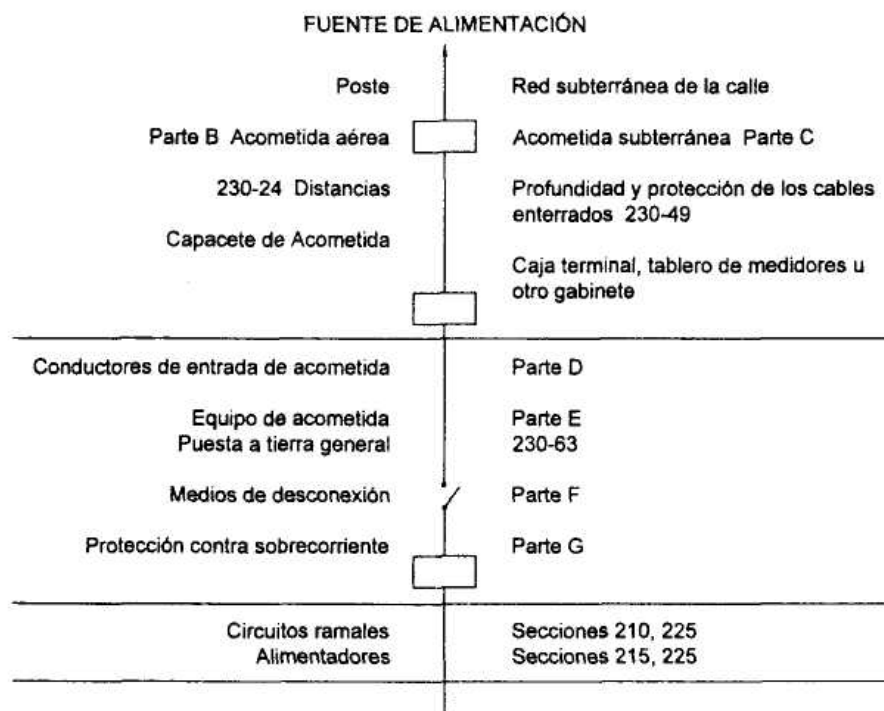 FUENTE DE ALIMENTACIÓN
Poste
Red subterránea de la calle
Parte B Acometida aérea
Acometida subterránea Parte C
230-24 Distancias
Profundidad y protección de los cables
enterrados 230-49
Capacete de Acometida
Caja terminal, tablero de medidores u
otro gabinete
Conductores de entrada de acometida
Parte D
Equipo de acometida
Parte E
Puesta a tierra general
230-63
Medios de desconexión
Parte F
Protección contra sobrecorriente
Parte G
Circuitos ramales
Secciones 210, 225
Alimentadores
Secciones 215, 225